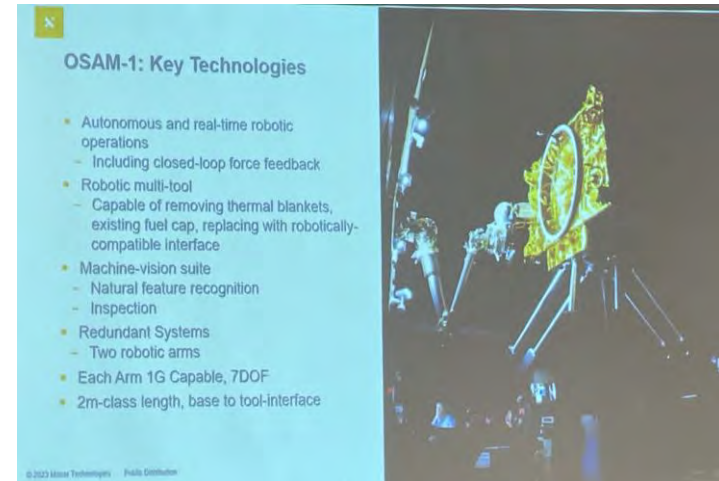 OSAM-1: Key Technologies
▪ Autonomous and real-time robotic
operations
– Including closed-loop force feedback
▪ Robotic multi-tool
– Capable of removing thermal blankets,
existing fuel cap, replacing with robotically-
compatible interface
▪ Machine-vision suite
– Natural feature recognition
– Inspection
▪ Redundant Systems
– Two robotic arms
▪ Each Arm 1G Capable, 7DOF
▪ 2m-class length, base to tool-interface
© 2023 Maxar Technologies Public Distribution